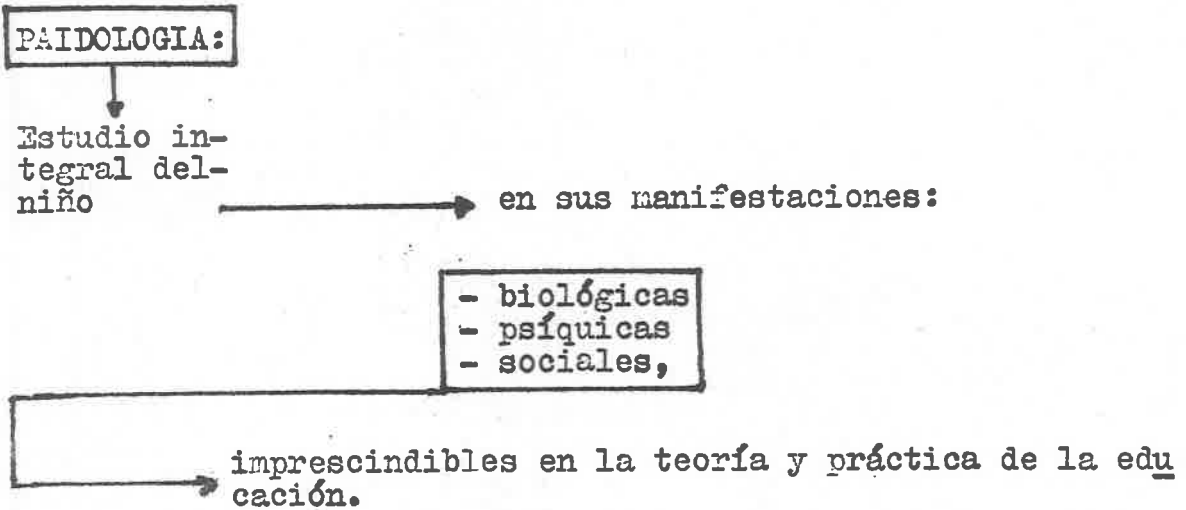 PAIDOLOGIA:
Estudio in-
tegral del-
niño
en sus manifestaciones:
- biológicas
- psíquicas
- sociales,
imprescindibles en la teoría y práctica de la edu
cación.